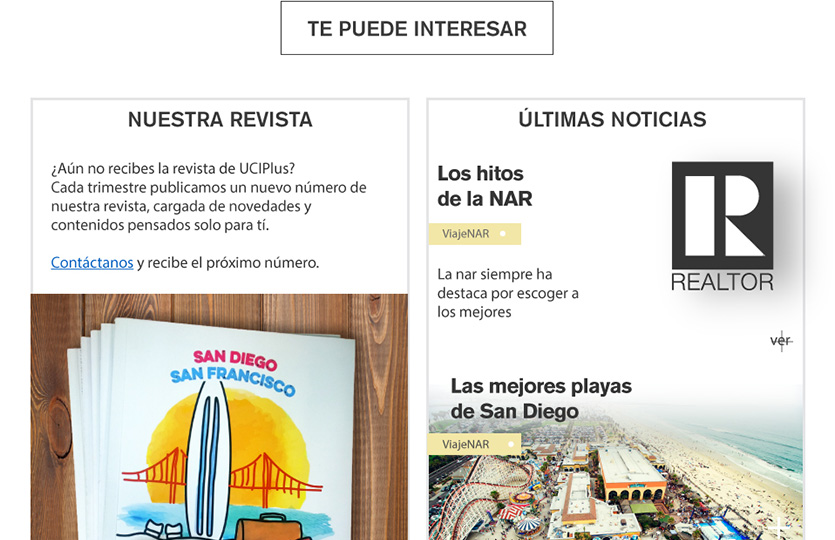 TE PUEDE INTERESAR
NUESTRA REVISTA
¿Aún no recibes la revista de UCIPlus?
Cada trimestre publicamos un nuevo número de
nuestra revista, cargada de novedades y
contenidos pensados solo para tí.
Contáctanos y recibe el próximo número.
SAN DIEGO
SAN FRANCISCO
ÚLTIMAS NOTICIAS
Los hitos
de la NAR
ViajeNAR
La nar siempre ha
destaca por escoger a
los mejores
R
REALTOR
ver
Las mejores playas
de San Diego
ViajeNAR